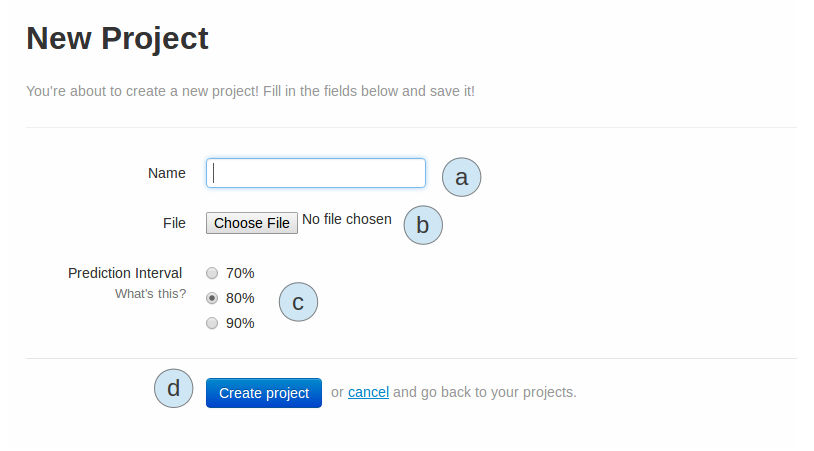 New Project
You're about to create a new project! Fill in the fields below and save it!
Name a
File Choose File No file chosen b
Prediction Interval 70%
What's this? 80% c
90%
d Create project or cancel and go back to your projects.